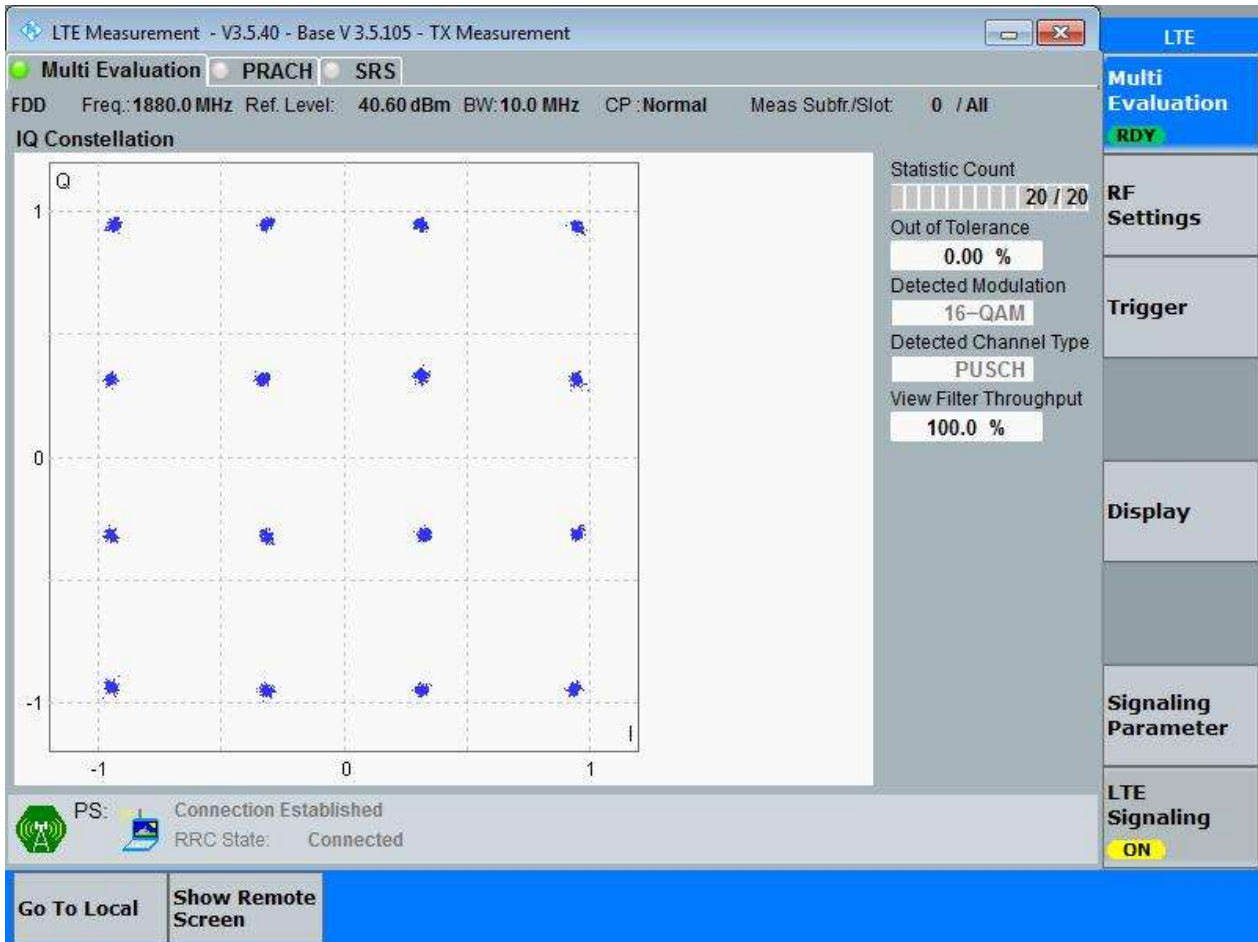 LTE Measurement - V3.5.40 - Base V 3.5.105 - TX Measurement
LTE
Multi Evaluation PRACH SRS
Multi
Evaluation
RDY
FDD Freq.: 1880.0 MHz Ref. Level: 40.60 dBm BW: 10.0 MHz CP : Normal Meas Subfr./Slot: 0 / All
IQ Constellation
Q
1
0
-1
I
-1 0 1
Statistic Count
20 / 20
Out of Tolerance
0.00 %
Detected Modulation
16-QAM
Detected Channel Type
PUSCH
View Filter Throughput
100.0 %
RF
Settings
Trigger
Display
Signaling
Parameter
LTE
Signaling
ON
PS: Connection Established
RRC State: Connected
Go To Local
Show Remote
Screen